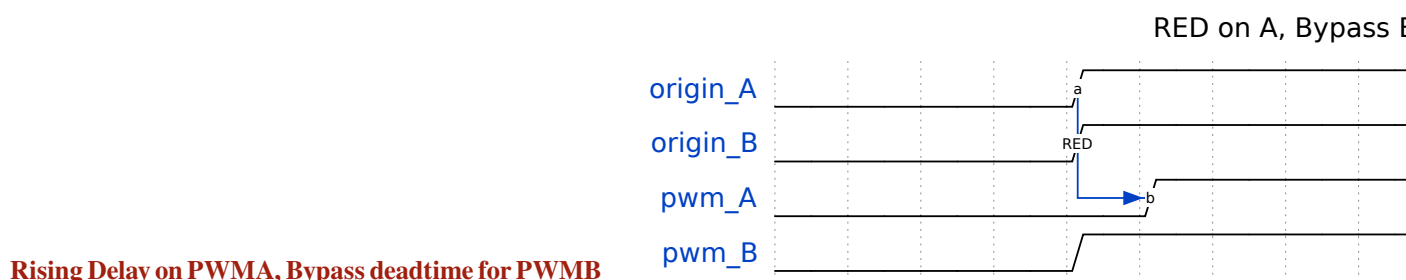 RED on A, Bypass
origin_A
a
origin_B
RED
pwm_A
b
pwm_B
Rising Delay on PWMA, Bypass deadtime for PWMB